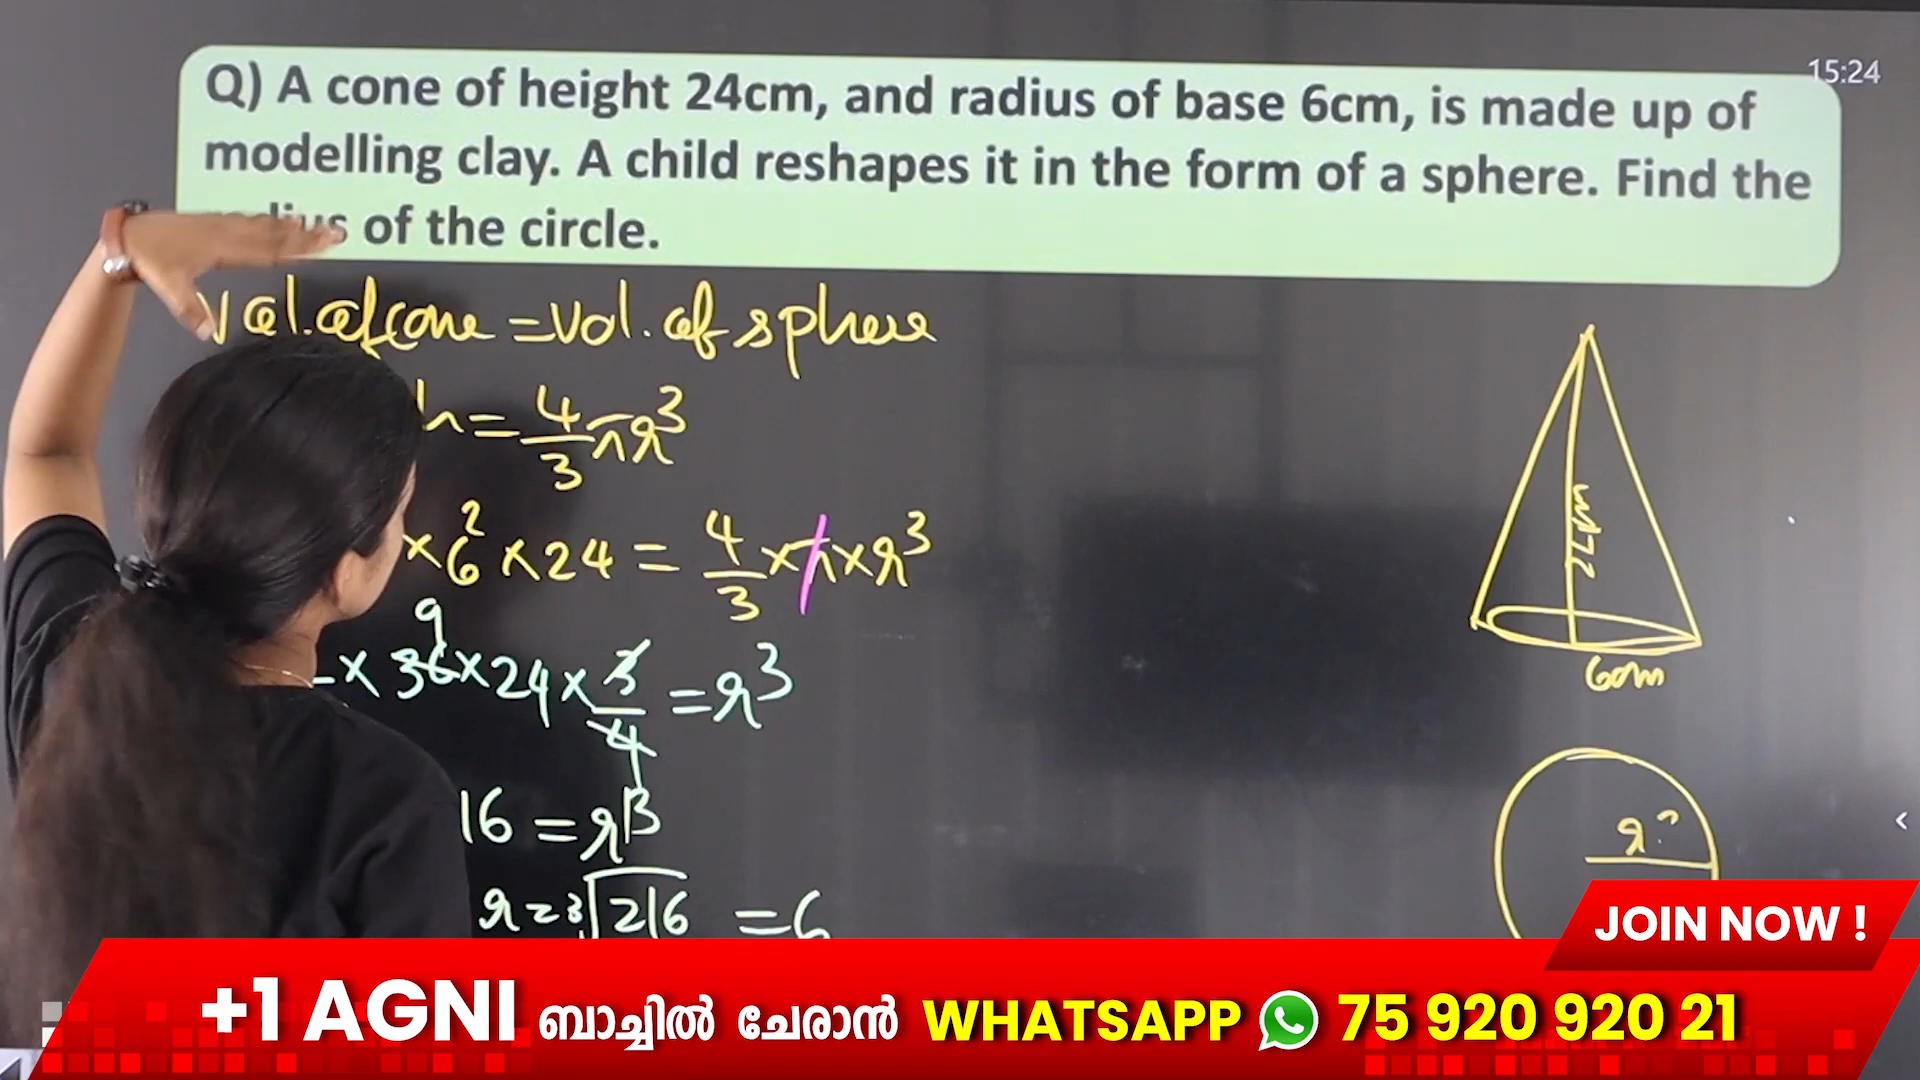 15:24
Q) A cone of height 24cm, and radius of base 6cm, is made up of
modelling clay. A child reshapes it in the form of a sphere. Find the
of the circle.
Vol. of cone = Vol. of sphere
h = 4/3 πr³
× 6² × 24 = 4/3 × π × r³
9
× 36 × 24 × 3/4 = r³
16 = r³
r = ³√216 = 6
24cm
6cm
r?
JOIN NOW !
+1 AGNI ബാച്ചിൽ ചേരാൻ WHATSAPP 75 920 920 21